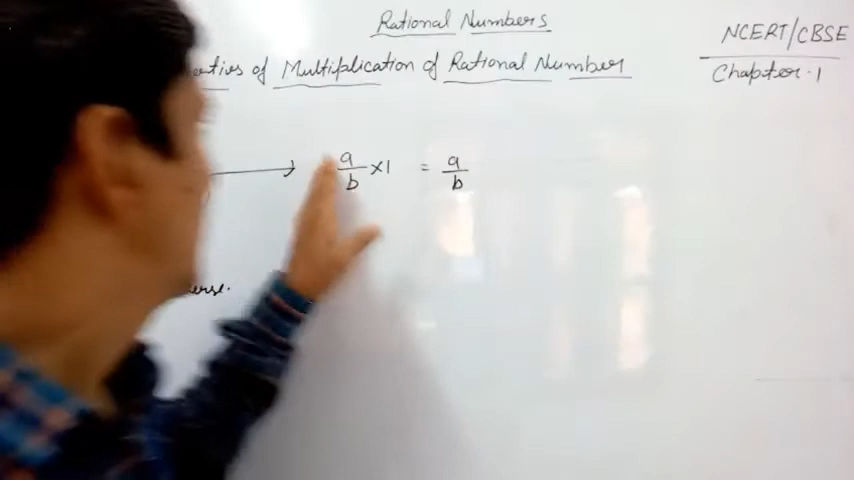 Rational Numbers
of Multiplication of Rational Number
NCERT/CBSE
Chapter-1
a/b ×1 = a/b